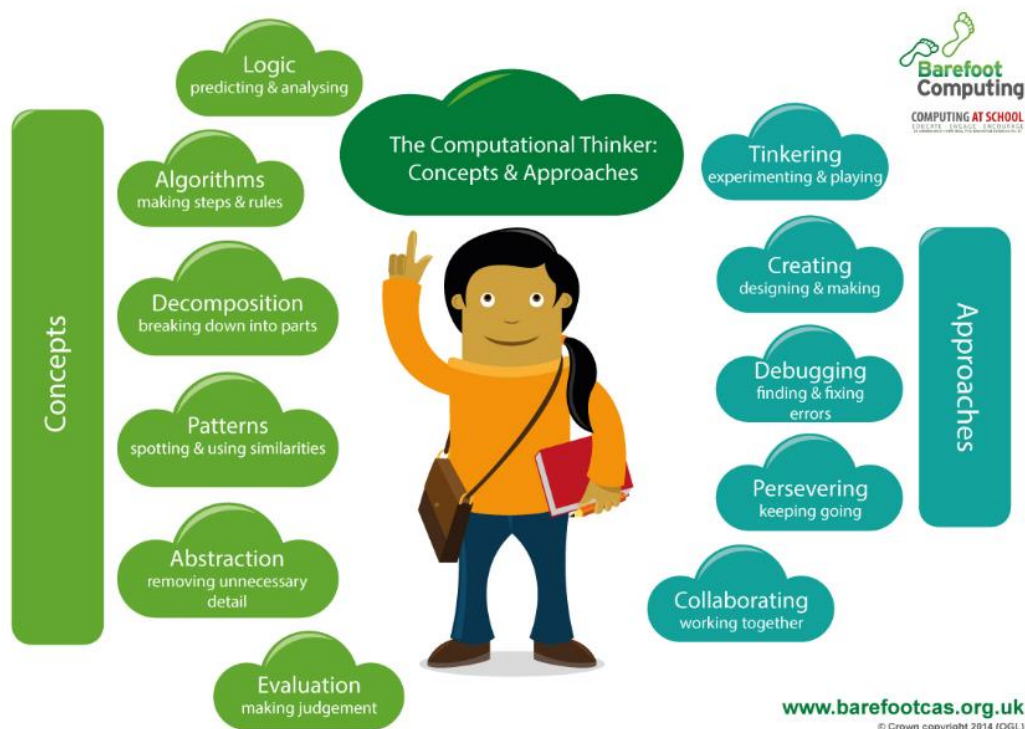 The Computational Thinker:
Concepts & Approaches
Concepts
Logic
predicting & analysing
Algorithms
making steps & rules
Decomposition
breaking down into parts
Patterns
spotting & using similarities
Abstraction
removing unnecessary
detail
Evaluation
making judgement
Approaches
Tinkering
experimenting & playing
Creating
designing & making
Debugging
finding & fixing
errors
Persevering
keeping going
Collaborating
working together
Barefoot
Computing
COMPUTING AT SCHOOL
EDUCATE · ENGAGE · ENCOURAGE
www.barefootcas.org.uk
© Crown copyright 2014 (OGL)